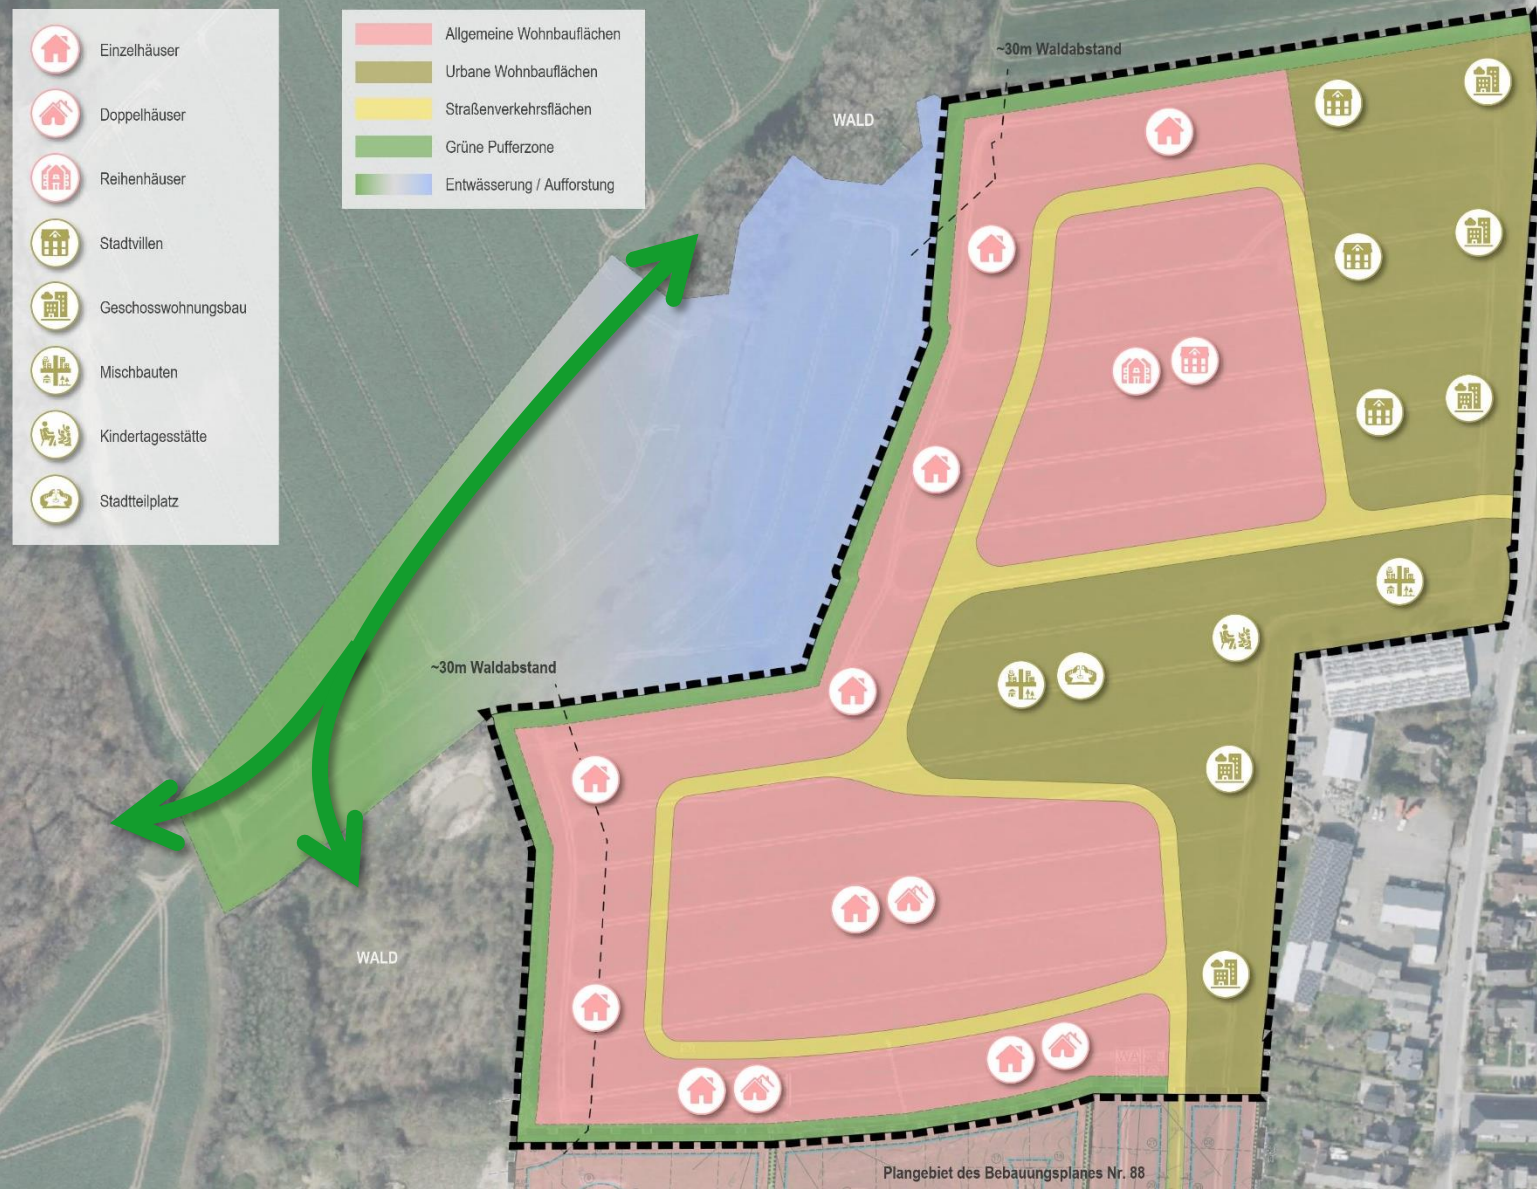 Einzelhäuser
Doppelhäuser
Reihenhäuser
Stadtvillen
Geschosswohnungsbau
Mischbauten
Kindertagesstätte
Stadtteilplatz
Allgemeine Wohnbauflächen
Urbane Wohnbauflächen
Straßenverkehrsflächen
Grüne Pufferzone
Entwässerung / Aufforstung
~30m Waldabstand
WALD
~30m Waldabstand
WALD
Plangebiet des Bebauungsplanes Nr. 88